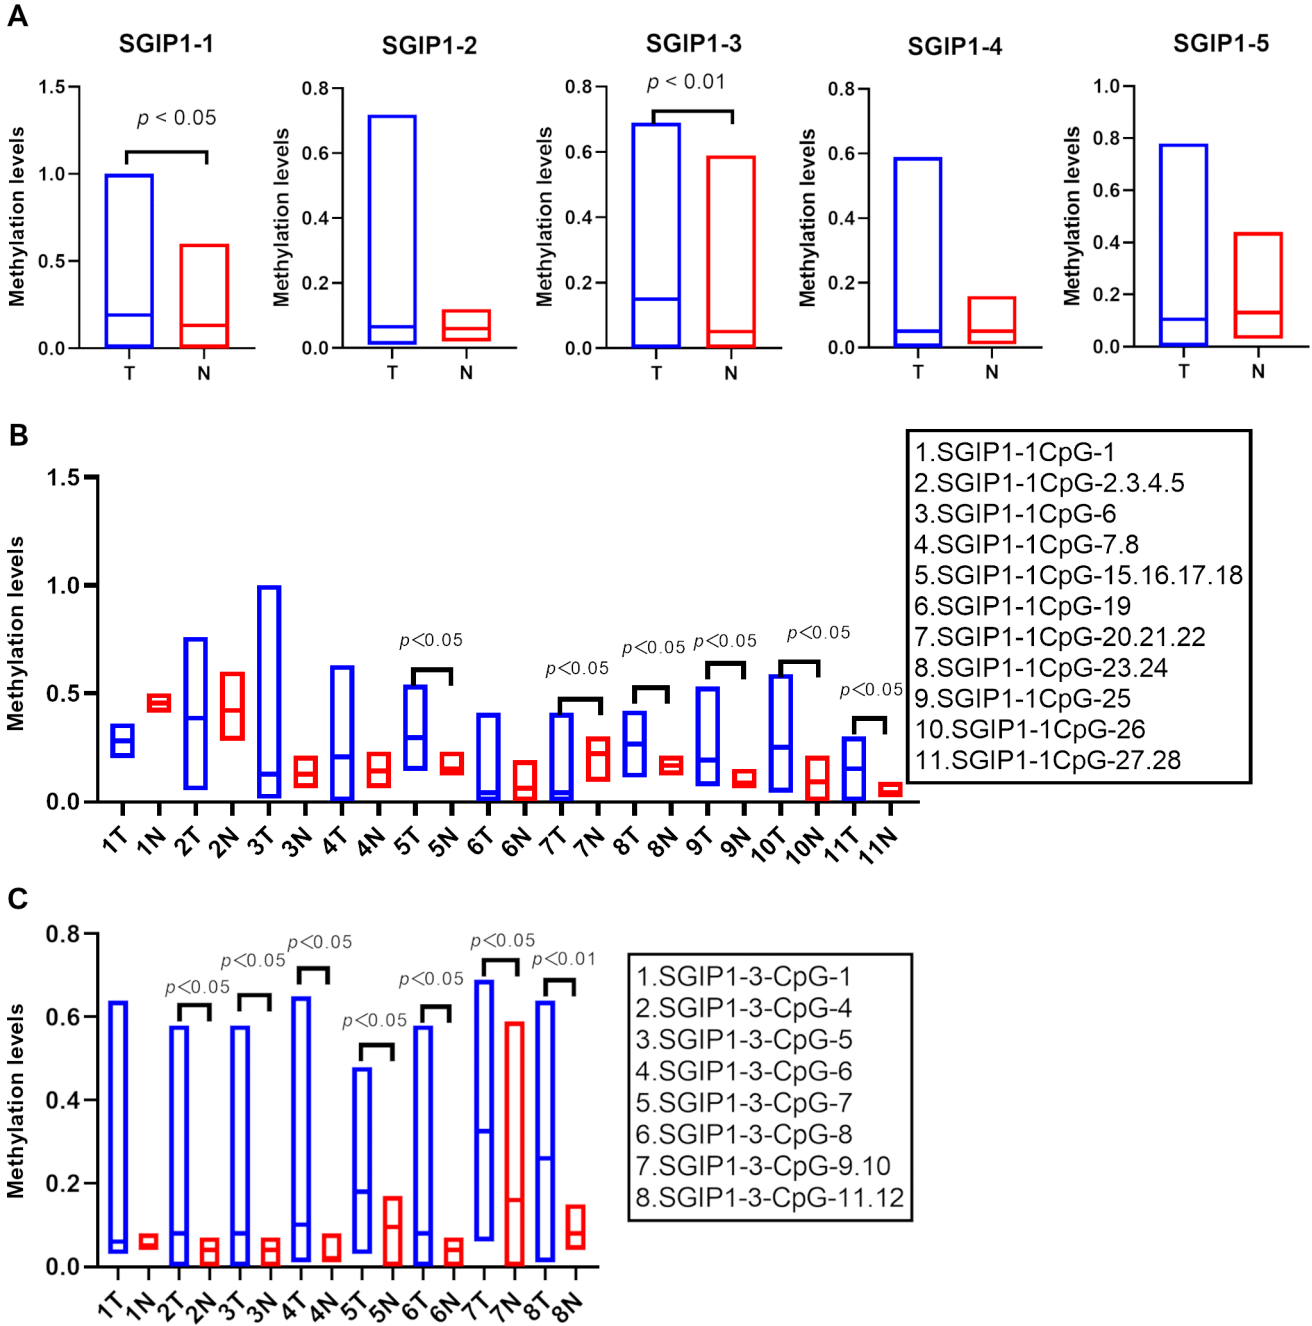 A
SGIP1-1
SGIP1-2
SGIP1-3
SGIP1-4
SGIP1-5
Methylation levels
1.5
1.0
0.5
0.0
p < 0.05
T
N
Methylation levels
0.8
0.6
0.4
0.2
0.0
T
N
Methylation levels
0.8
0.6
0.4
0.2
0.0
p < 0.01
T
N
Methylation levels
0.8
0.6
0.4
0.2
0.0
T
N
Methylation levels
1.0
0.8
0.6
0.4
0.2
0.0
T
N
B
Methylation levels
1.5
1.0
0.5
0.0
p<0.05
p<0.05
p<0.05
p<0.05
p<0.05
p<0.05
1T
1N
2T
2N
3T
3N
4T
4N
5T
5N
6T
6N
7T
7N
8T
8N
9T
9N
10T
10N
11T
11N
1.SGIP1-1CpG-1
2.SGIP1-1CpG-2.3.4.5
3.SGIP1-1CpG-6
4.SGIP1-1CpG-7.8
5.SGIP1-1CpG-15.16.17.18
6.SGIP1-1CpG-19
7.SGIP1-1CpG-20.21.22
8.SGIP1-1CpG-23.24
9.SGIP1-1CpG-25
10.SGIP1-1CpG-26
11.SGIP1-1CpG-27.28
C
Methylation levels
0.8
0.6
0.4
0.2
0.0
p<0.05
p<0.05
p<0.05
p<0.05
p<0.05
p<0.05
p<0.01
1T
1N
2T
2N
3T
3N
4T
4N
5T
5N
6T
6N
7T
7N
8T
8N
1.SGIP1-3-CpG-1
2.SGIP1-3-CpG-4
3.SGIP1-3-CpG-5
4.SGIP1-3-CpG-6
5.SGIP1-3-CpG-7
6.SGIP1-3-CpG-8
7.SGIP1-3-CpG-9.10
8.SGIP1-3-CpG-11.12